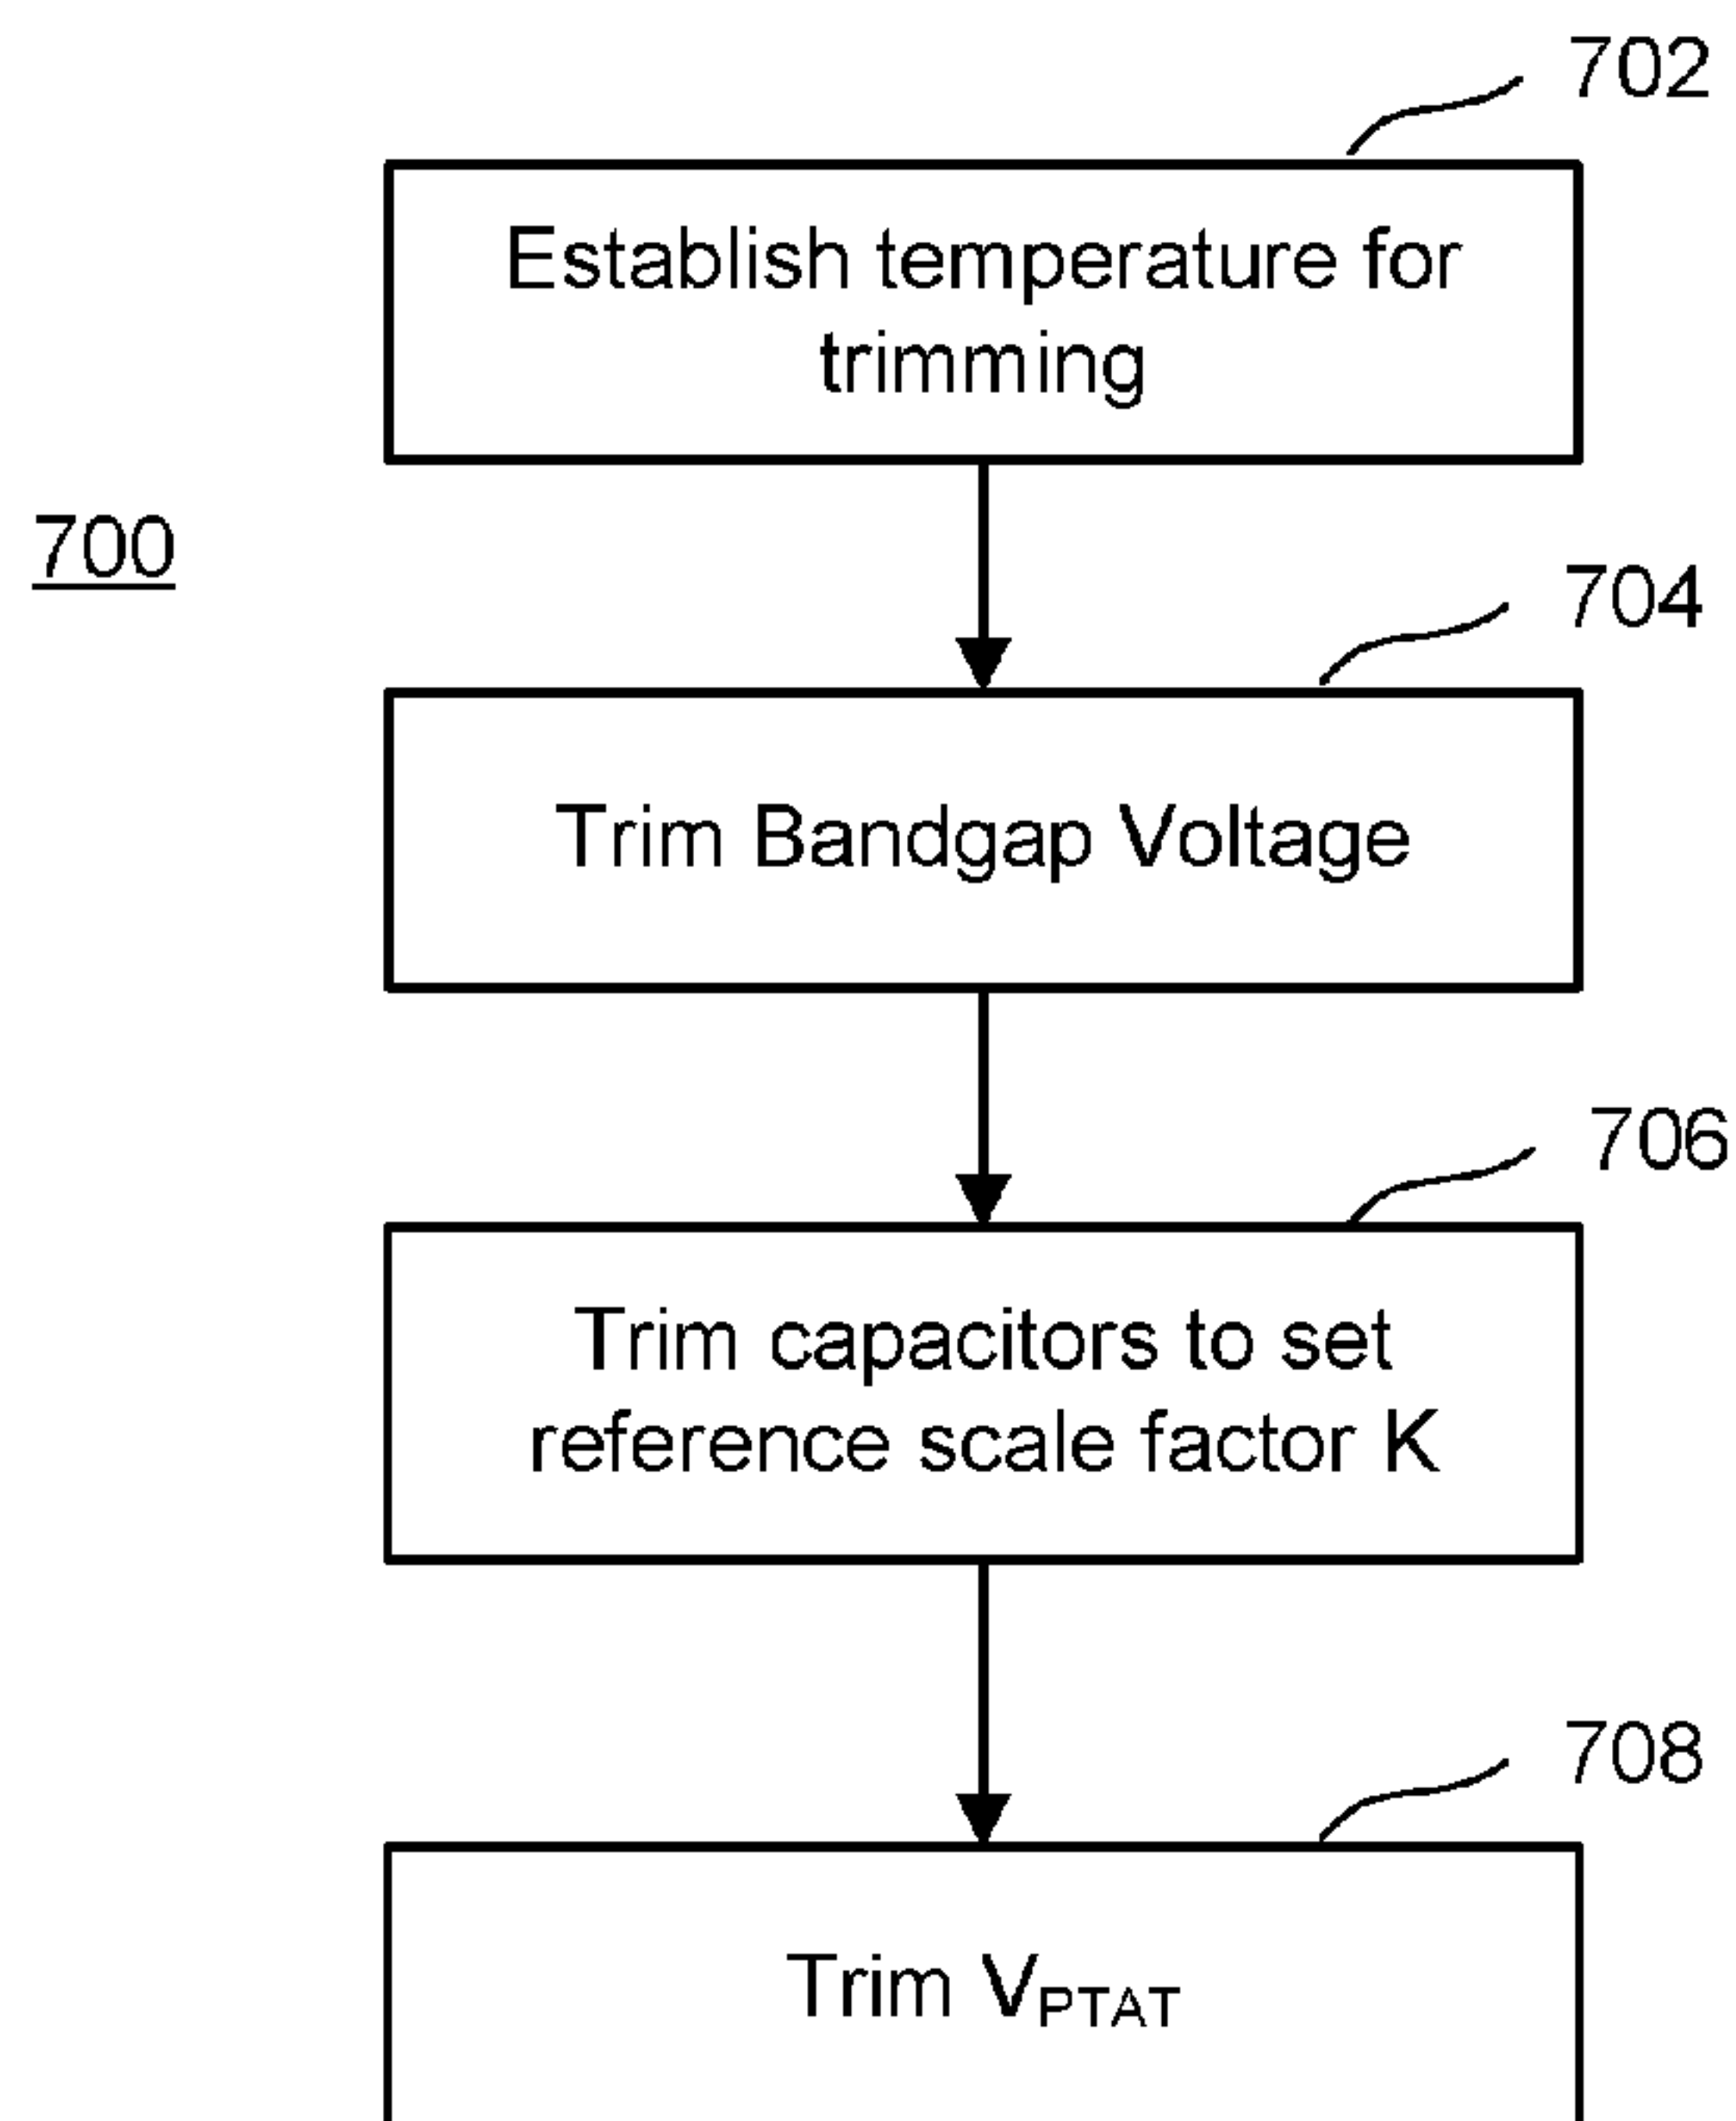 702
Establish temperature for
trimming
700
704
Trim Bandgap Voltage
706
Trim capacitors to set
reference scale factor K
708
Trim VPTAT